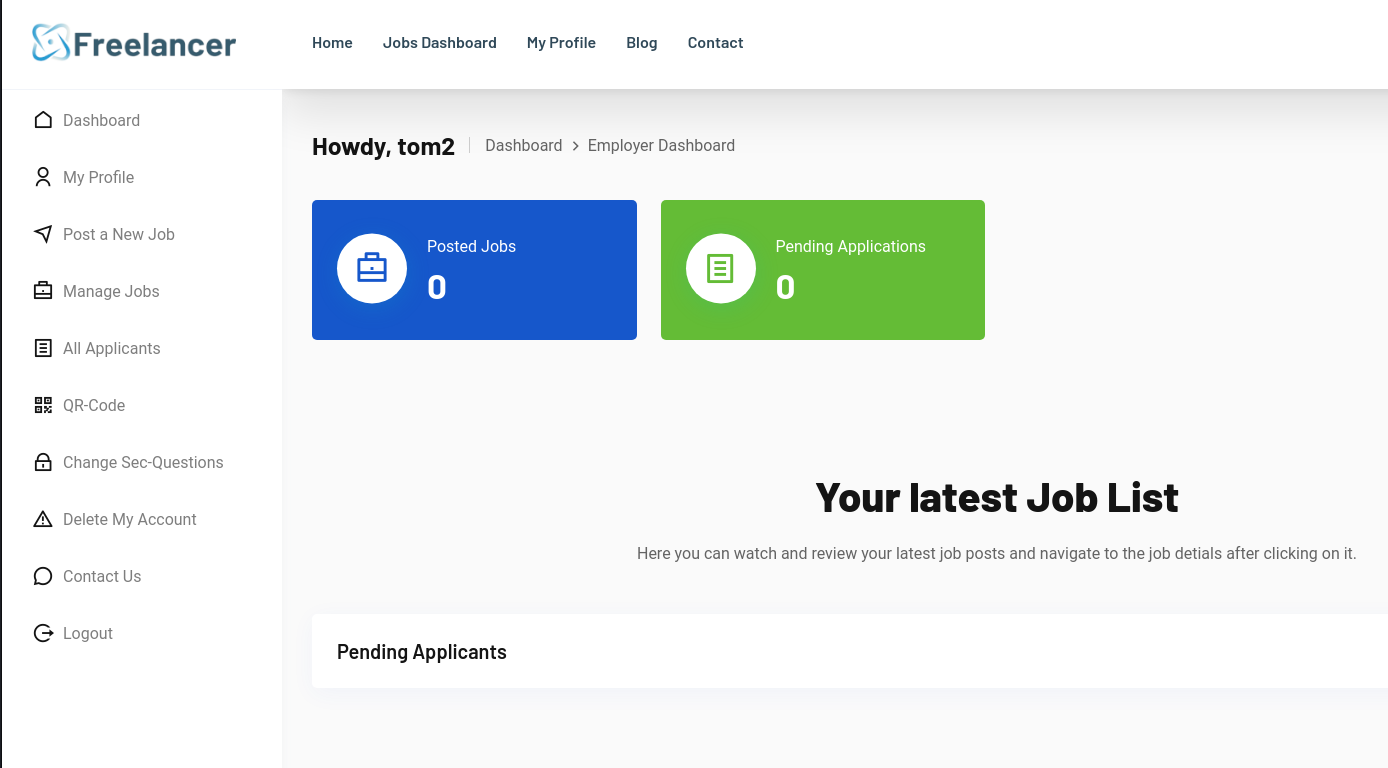 Freelancer
Home Jobs Dashboard My Profile Blog Contact
Dashboard
My Profile
Post a New Job
Manage Jobs
All Applicants
QR-Code
Change Sec-Questions
Delete My Account
Contact Us
Logout
Howdy, tom2 Dashboard Employer Dashboard
Posted Jobs
0
Pending Applications
0
Your latest Job List
Here you can watch and review your latest job posts and navigate to the job detials after clicking on it.
Pending Applicants